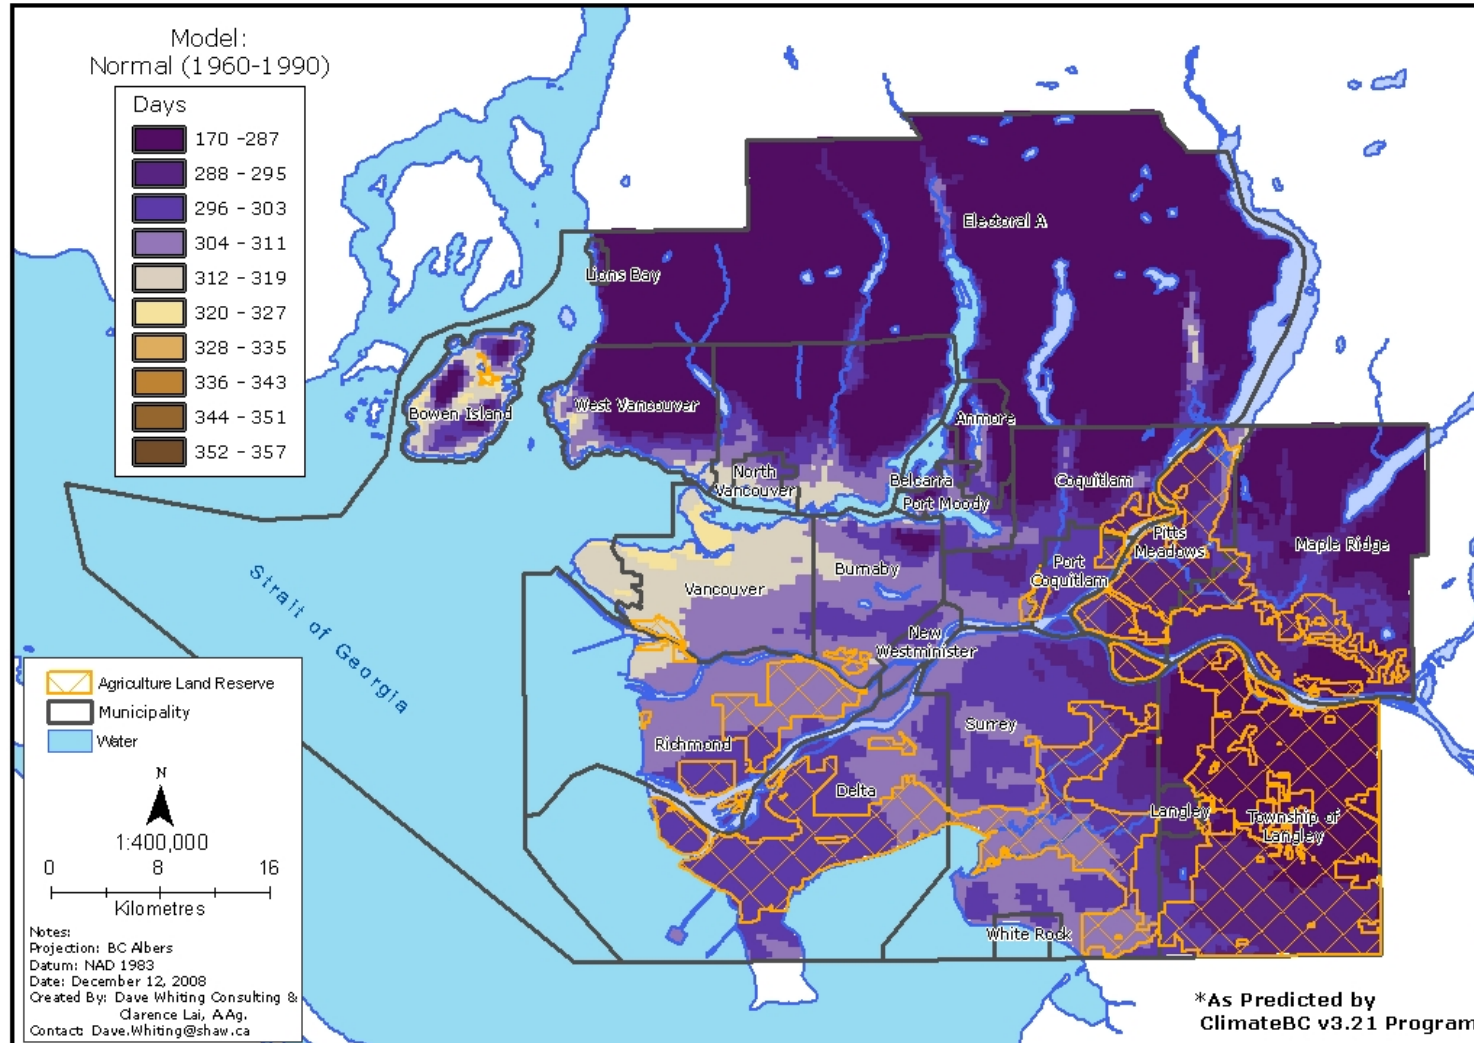 Model:
Normal (1960-1990)
Days
170 -287
288 - 295
296 - 303
304 - 311
312 - 319
320 - 327
328 - 335
336 - 343
344 - 351
352 - 357
Electoral A
Lions Bay
Bowen Island
West Vancouver
Anmore
North
Vancouver
Belcarra
Port Moody
Coquitlam
Pitts
Meadows
Maple Ridge
Port
Coquitlam
Burnaby
Vancouver
New
Westminister
Strait of Georgia
Richmond
Surrey
Delta
Langley
Township of
Langley
White Rock
Agriculture Land Reserve
Municipality
Water
N
1:400,000
0 8 16
Kilometres
Notes:
Projection: BC Albers
Datum: NAD 1983
Date: December 12, 2008
Created By: Dave Whiting Consulting &
Clarence Lai, A.Ag.
Contact: Dave.Whiting@shaw.ca
*As Predicted by
ClimateBC v3.21 Program